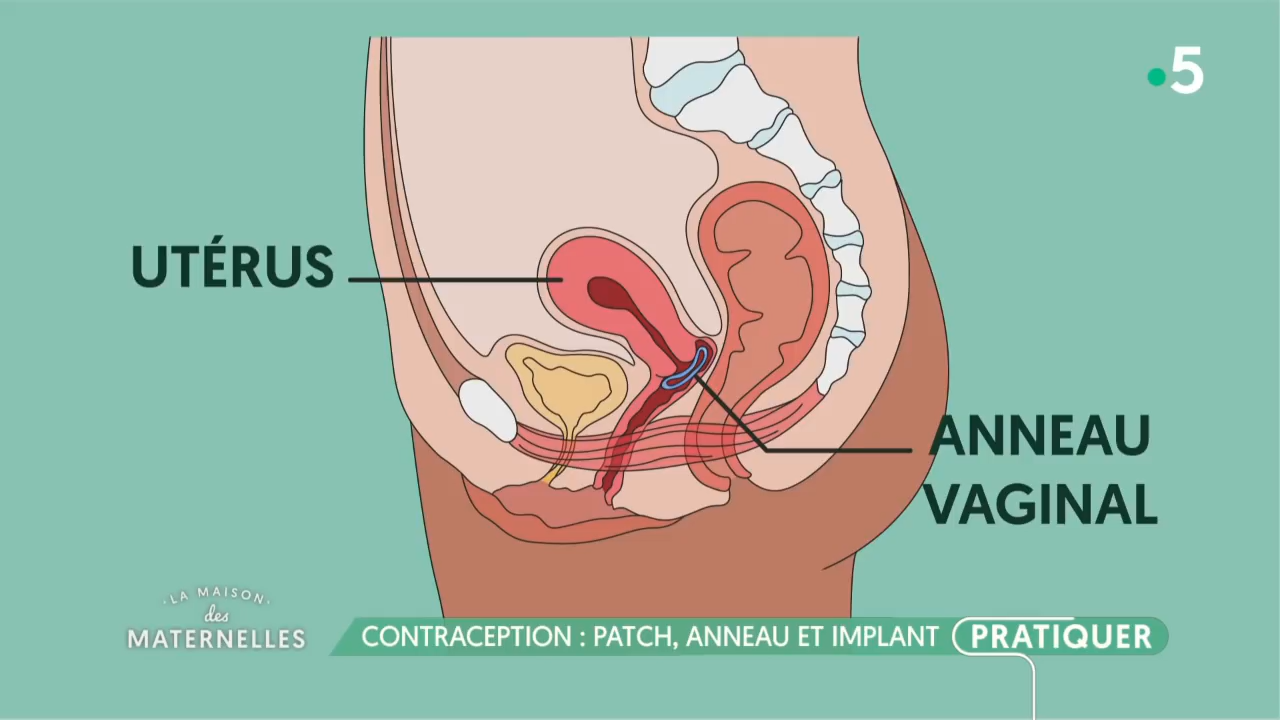 5
UTÉRUS
ANNEAU
VAGINAL
LA MAISON
des
MATERNELLES
CONTRACEPTION : PATCH, ANNEAU ET IMPLANT
PRATIQUER